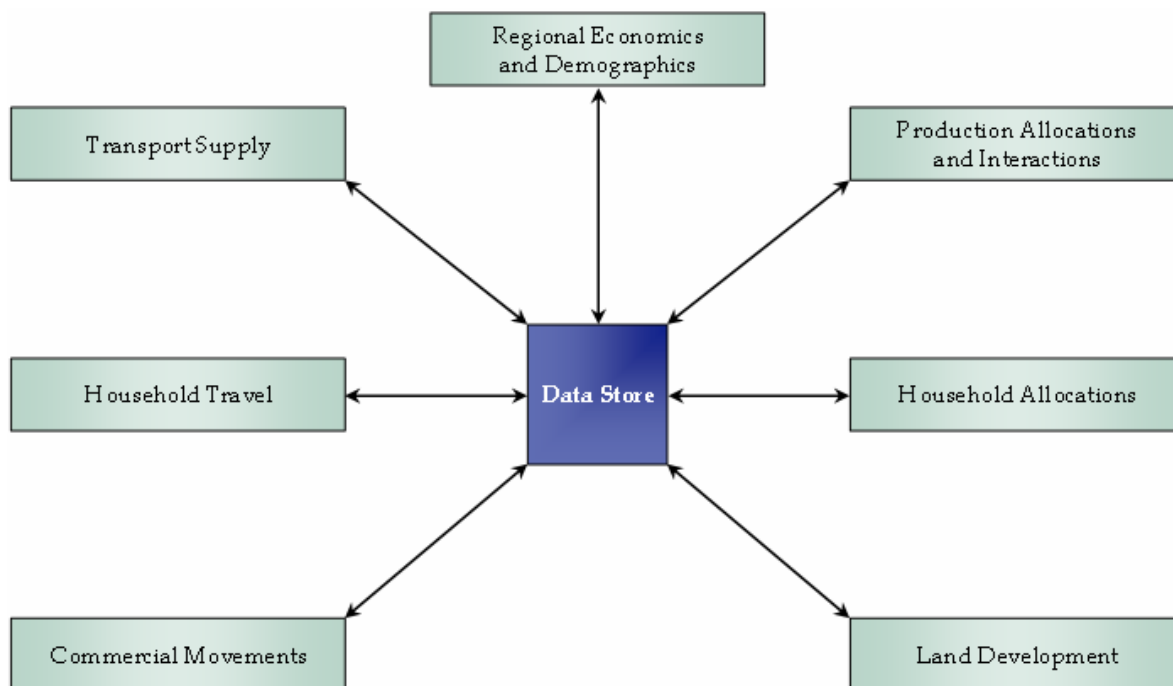 Regional Economics
and Demographics
Transport Supply
Production Allocations
and Interactions
Household Travel
Data Store
Household Allocations
Commercial Movements
Land Development